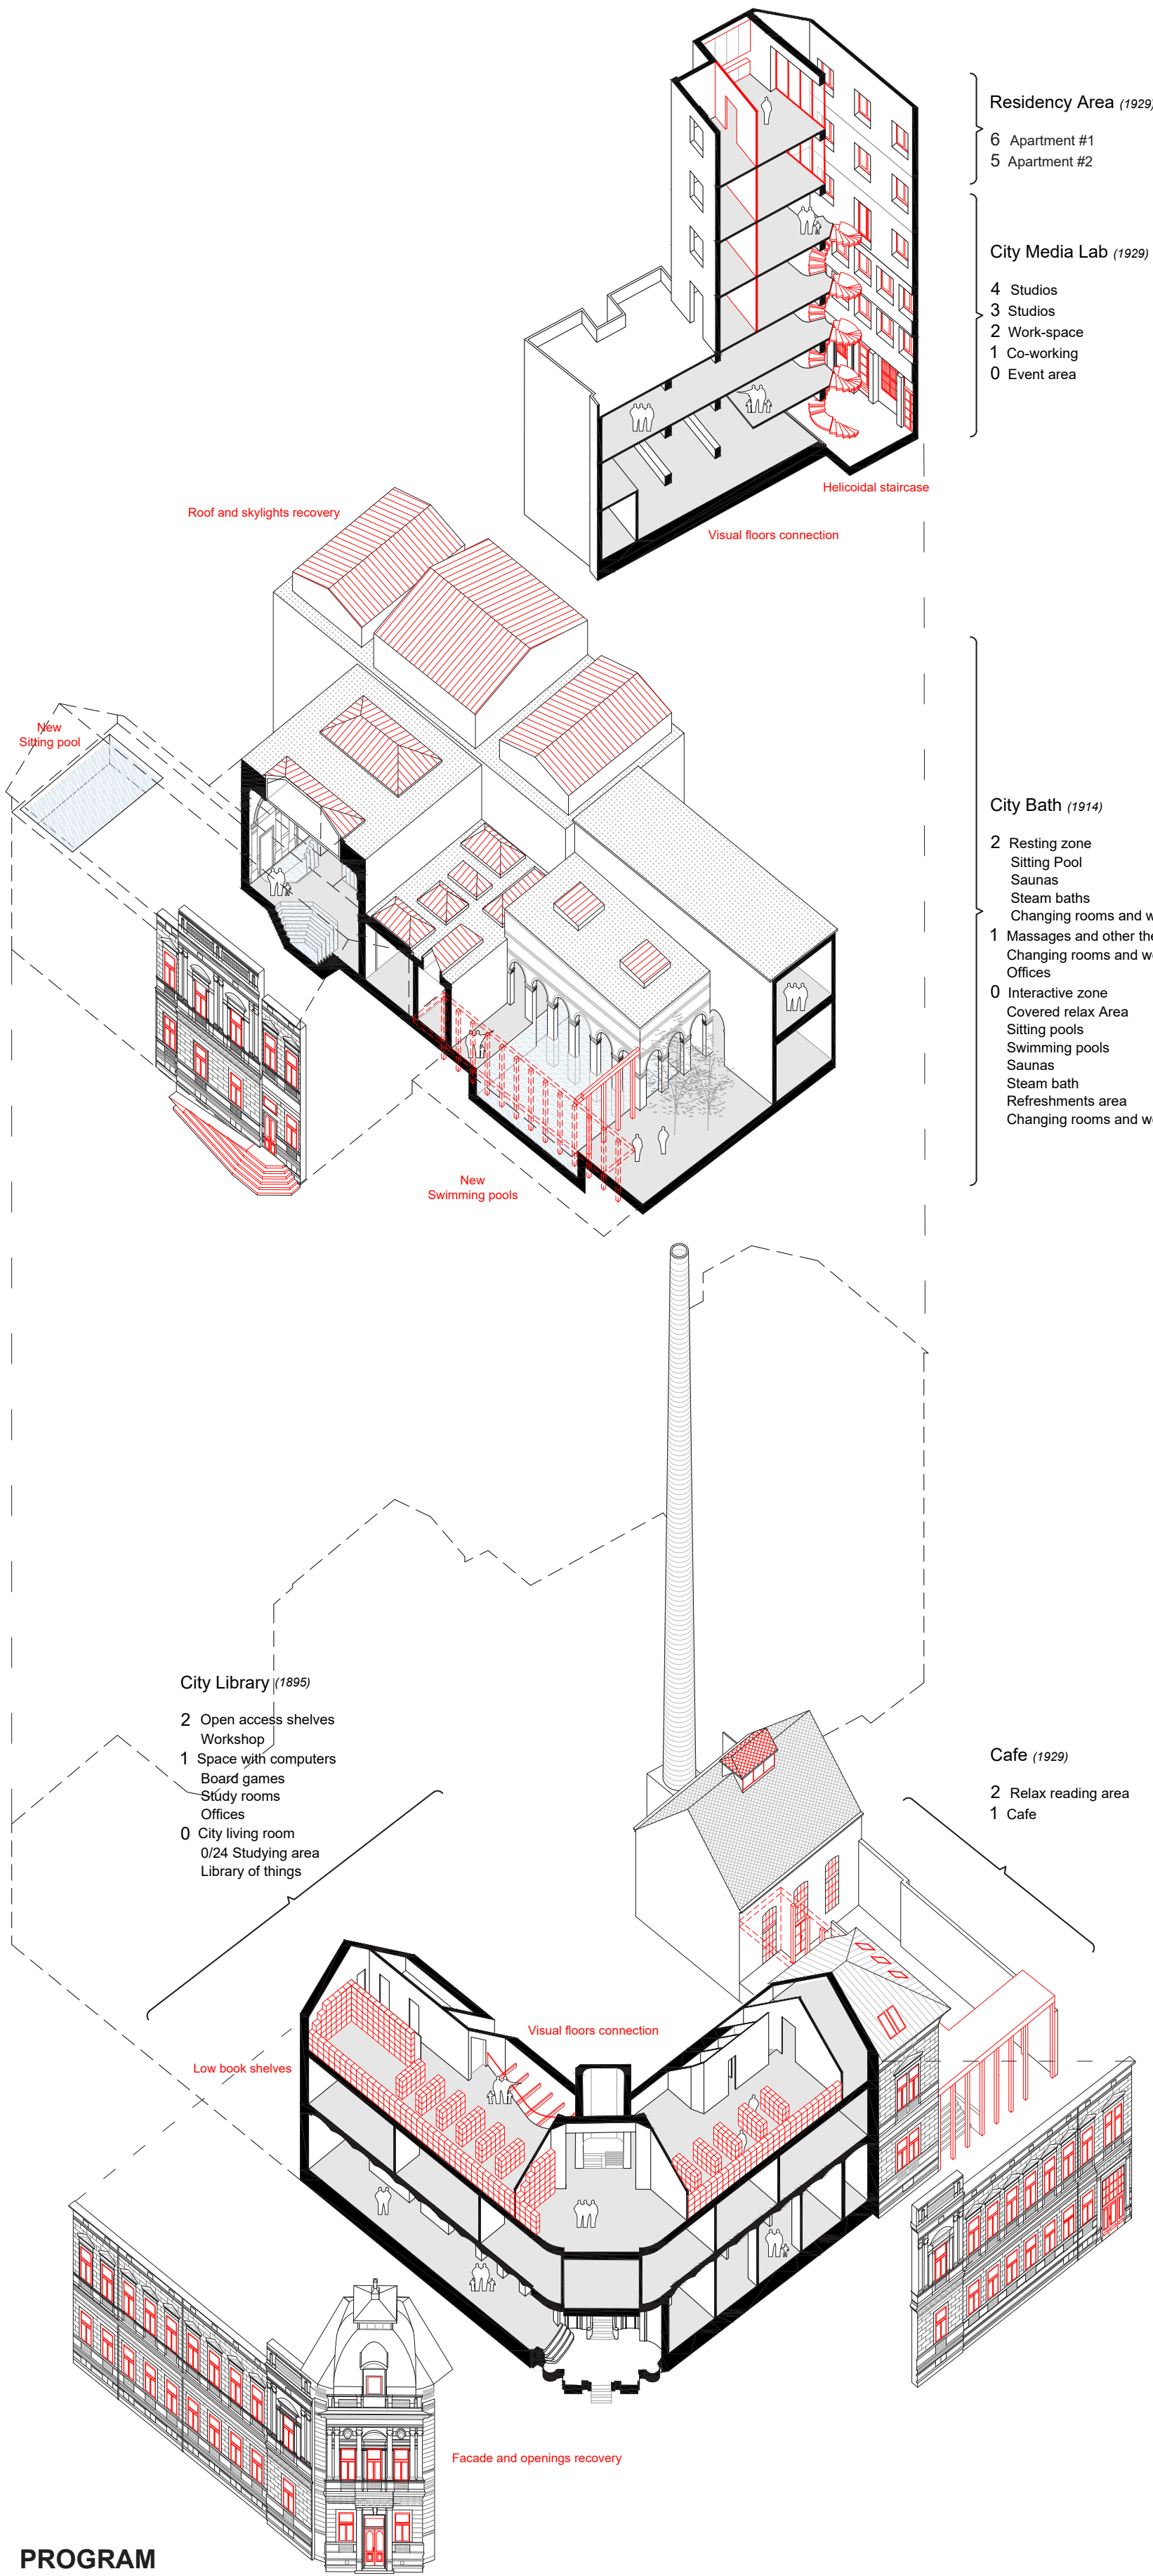 Residency Area (1929)
6 Apartment #1
5 Apartment #2
City Media Lab (1929)
4 Studios
3 Studios
2 Work-space
1 Co-working
0 Event area
Helicoidal staircase
Visual floors connection
Roof and skylights recovery
New
Sitting pool
City Bath (1914)
2 Resting zone
Sitting Pool
Saunas
Steam baths
Changing rooms and
1 Massages and other
Changing rooms and
Offices
0 Interactive zone
Covered relax Area
Sitting pools
Swimming pools
Saunas
Steam bath
Refreshments area
Changing rooms and
New
Swimming pools
City Library (1895)
2 Open access shelves
Workshop
1 Space with computers
Board games
Study rooms
Offices
0 City living room
0/24 Studying area
Library of things
Cafe (1929)
2 Relax reading area
1 Cafe
Visual floors connection
Low book shelves
Facade and openings recovery
PROGRAM